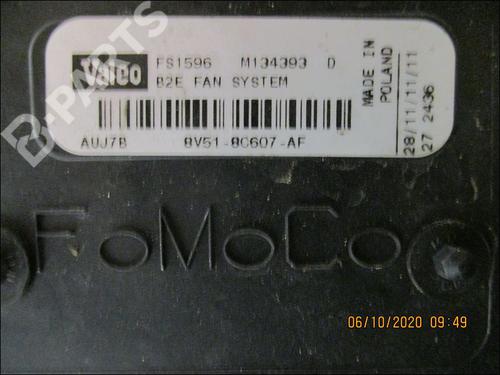 B-PARTS
Valeo
FS1596 M134393 D
B2E FAN SYSTEM
AUJ7B 8V51-8C607-AF
MADE IN
POLAND
28/11/11/11
27 2436
FoMoCo
06/10/2020 09:49